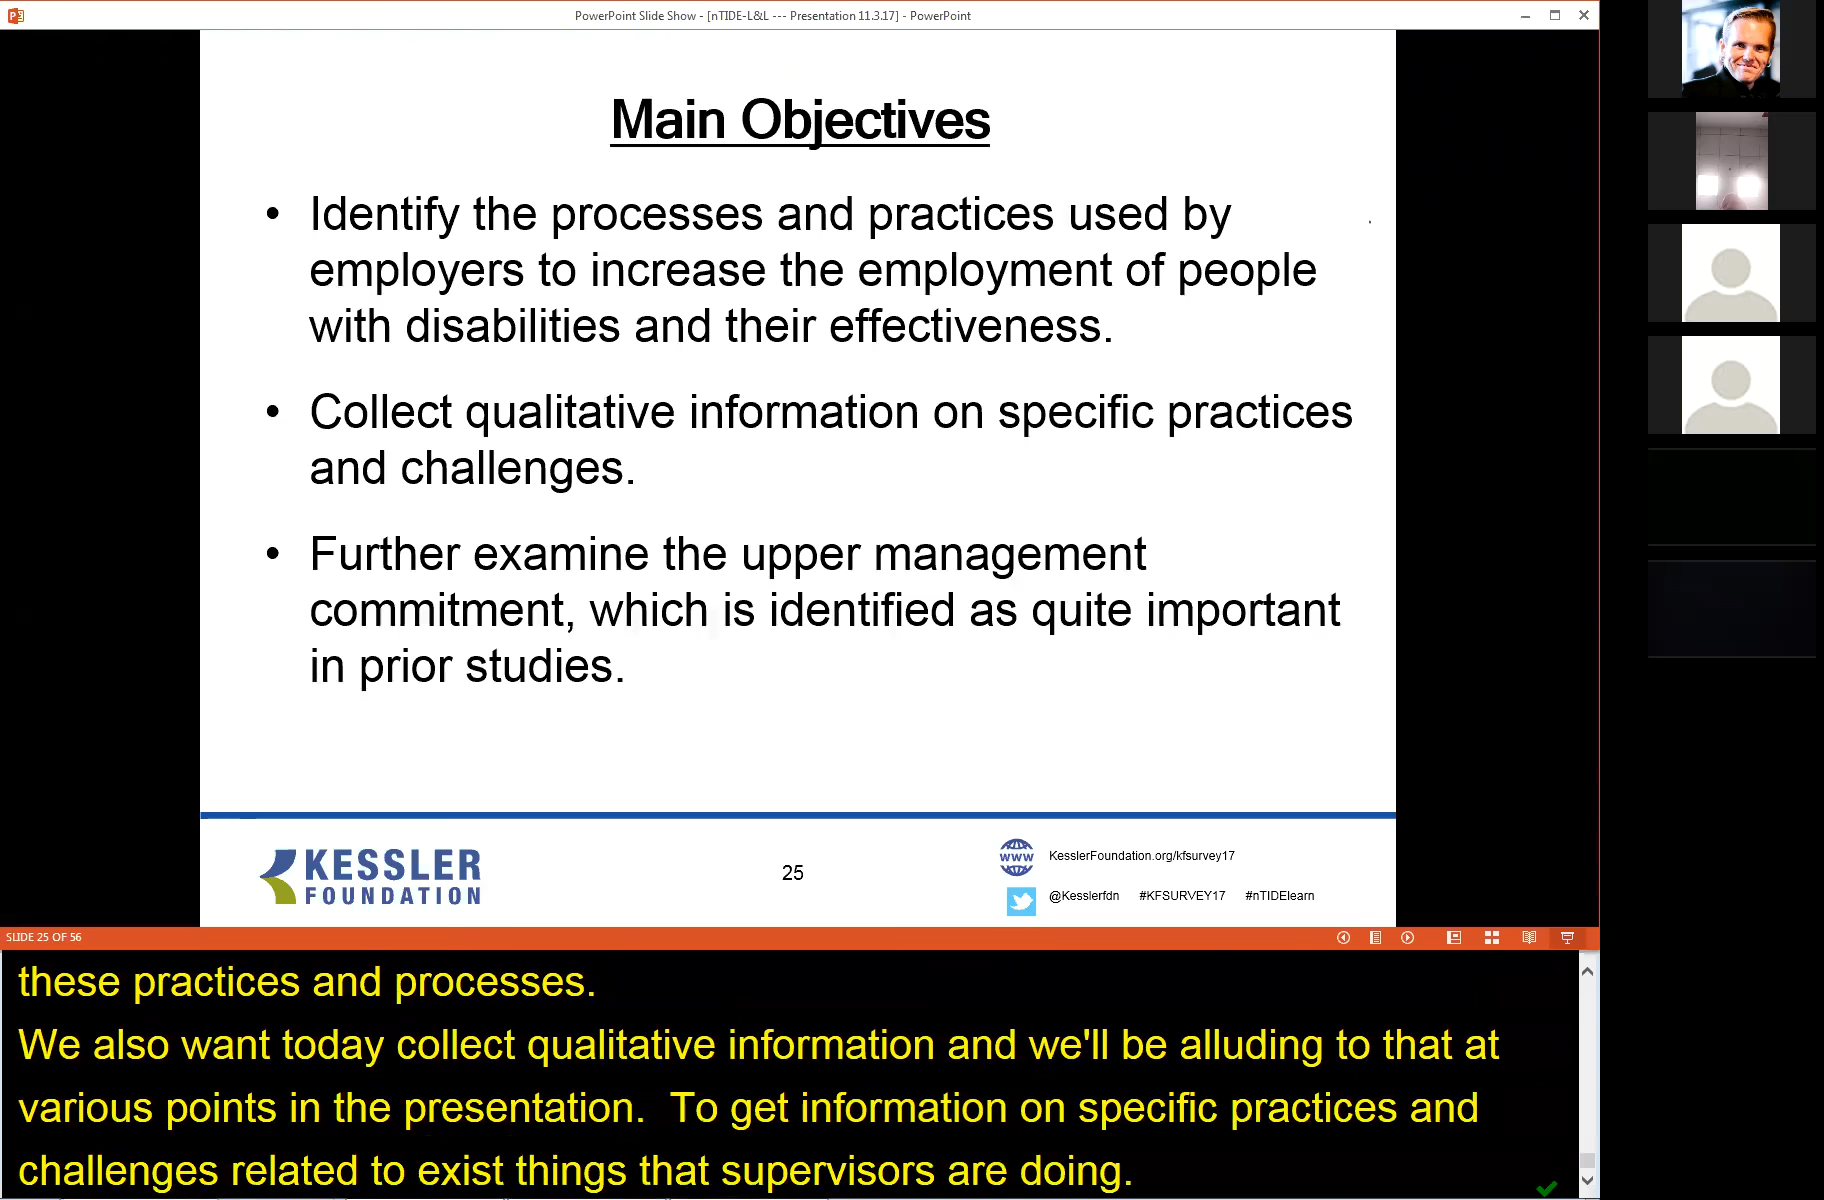 PowerPoint Slide Show - [nTIDE-L&L --- Presentation 11.3.17] - PowerPoint
Main Objectives
• Identify the processes and practices used by
employers to increase the employment of people
with disabilities and their effectiveness.
• Collect qualitative information on specific practices
and challenges.
• Further examine the upper management
commitment, which is identified as quite important
in prior studies.
KESSLER
FOUNDATION
25
www
KesslerFoundation.org/kfsurvey17
@Kesslerfdn #KFSURVEY17 #nTIDElearn
SLIDE 25 OF 56
these practices and processes.
We also want today collect qualitative information and we'll be alluding to that at
various points in the presentation.  To get information on specific practices and
challenges related to exist things that supervisors are doing.